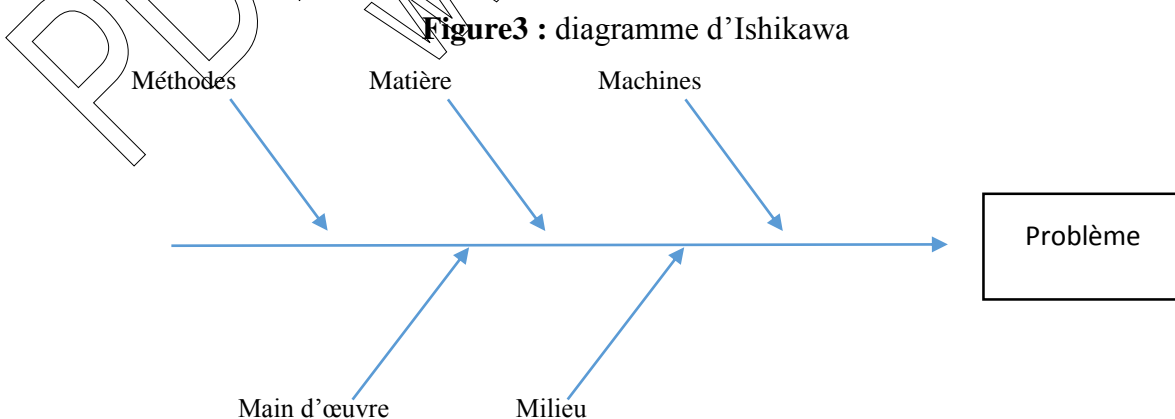 Figure3 : diagramme d’Ishikawa
Méthodes Matière Machines
Problème
Main d’œuvre Milieu